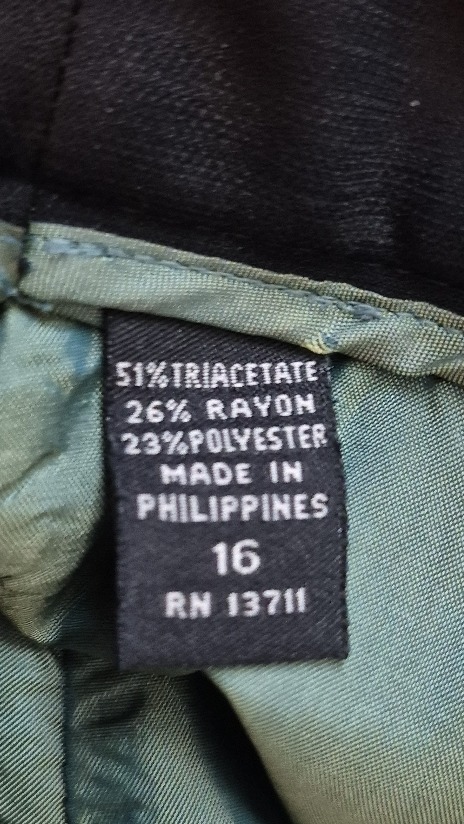 51%TRIACETATE
26% RAYON
23%POLYESTER
MADE IN
PHILIPPINES
16
RN 13711